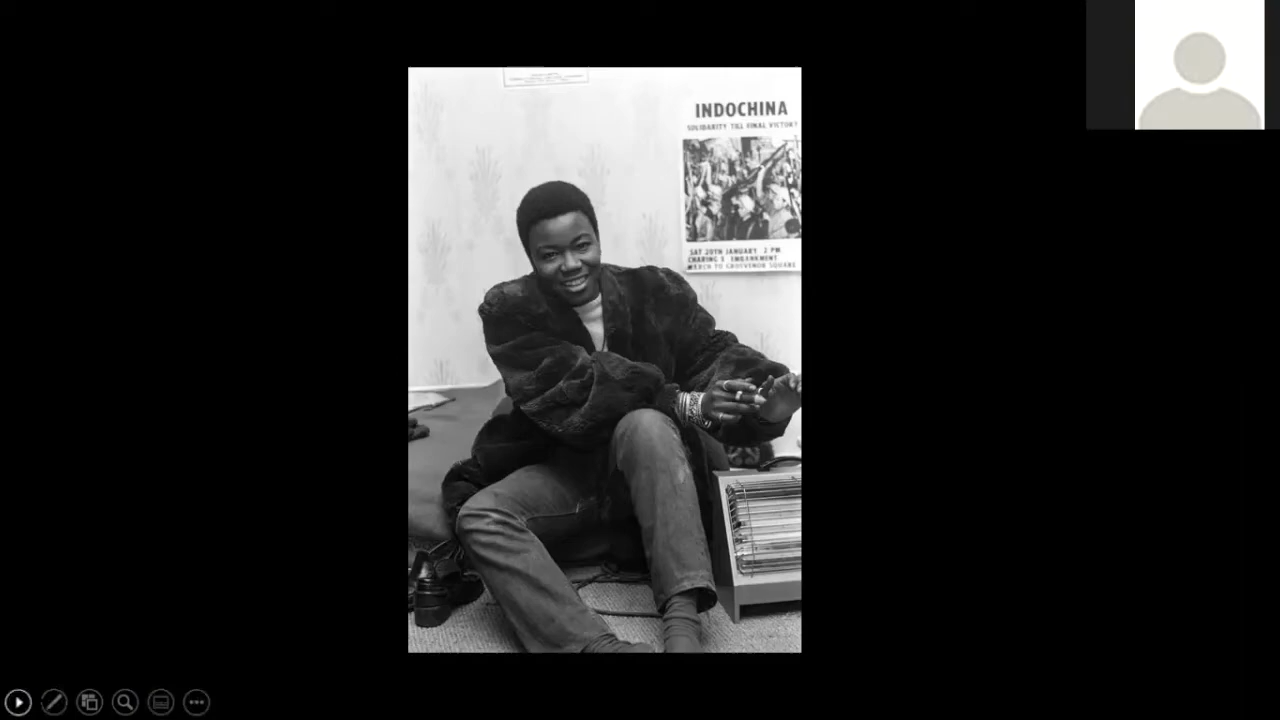 INDOCHINA
SOLIDARITY TILL FINAL VICTORY
SAT 20TH JANUARY 2 PM
CHARING X EMBANKMENT
MARCH TO GROSVENOR SQUARE